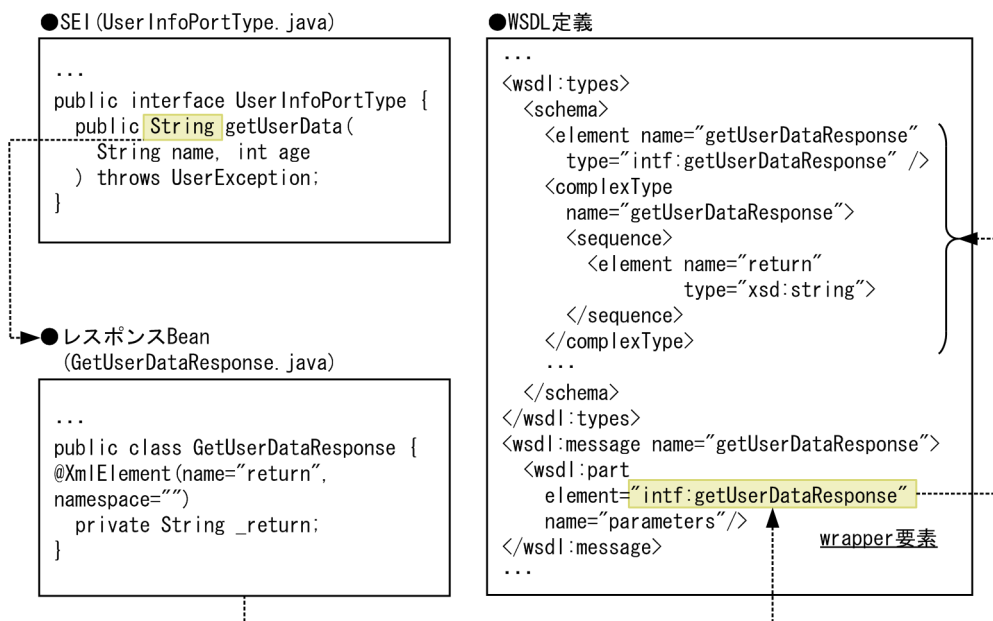 ●SEI(UserInfoPortType.java)
...
public interface UserInfoPortType {
public String getUserData(
String name, int age
) throws UserException;
}
●レスポンスBean
(GetUserDataResponse.java)
...
public class GetUserDataResponse {
@XmlElement(name="return",
namespace="")
private String _return;
}
●WSDL定義
...
<wsdl:types>
<schema>
<element name="getUserDataResponse"
type="intf:getUserDataResponse" />
<complexType
name="getUserDataResponse">
<sequence>
<element name="return"
type="xsd:string">
</sequence>
</complexType>
...
</schema>
</wsdl:types>
<wsdl:message name="getUserDataResponse">
<wsdl:part
element="intf:getUserDataResponse"
name="parameters"/>
wrapper要素
</wsdl:message>
...